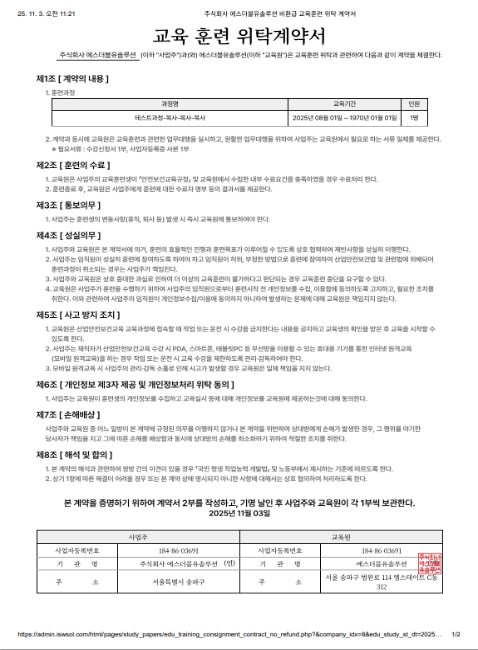 25. 11. 3. 오전 11:21
주식회사 에스더블유솔루션 비환급 교육훈련 위탁 계약서
교육 훈련 위탁계약서
주식회사 에스더블유솔루션 (이하 "사업주")과(와) 에스더블유솔루션(이하 "교육원")은 교육훈련 위탁과 관련하여 다음과 같이 계약을 체결한다.
제1조 [ 계약의 내용 ]
1. 훈련과정
과정명 교육기간 인원
테스트과정-복사-복사-복사 2025년 08월 01일 ~ 1970년 01월 01일 1명
2. 계약과 동시에 교육원은 교육훈련과 관련한 업무대행을 실시하고, 원활한 업무대행을 위하여 사업주는 교육원에서 필요로 하는 서류 일체를 제공한다.
※ 필요서류 : 수강신청서 1부, 사업자등록증 사본 1부
제2조 [ 훈련의 수료 ]
1. 교육원은 사업주의 교육훈련생이 「안전보건교육규정」 및 교육원에서 수립한 내부 수료요건을 충족하였을 경우 수료처리 한다.
2. 훈련종료 후, 교육원은 사업주에게 훈련에 대한 수료자 명부 등의 결과서를 제공한다.
제3조 [ 통보의무 ]
1. 사업주는 훈련생의 변동사항(휴직, 퇴사 등) 발생 시 즉시 교육원에 통보하여야 한다.
제4조 [ 성실의무 ]
1. 사업주와 교육원은 본 계약서에 의거, 훈련의 효율적인 진행과 훈련목표가 이루어질 수 있도록 상호 협력하여 제반사항을 성실히 이행한다.
2. 사업주는 임직원이 성실히 훈련에 참여하도록 하여야 하고 임직원이 허위, 부정한 방법으로 훈련에 참여하여 산업안전보건법 및 관련법에 위배되어
훈련과정이 취소되는 경우는 사업주가 책임진다.
3. 사업주와 교육원은 상호 중대한 과실로 인하여 더 이상의 교육훈련이 불가하다고 판단되는 경우 교육훈련 중단을 요구할 수 있다.
4. 교육원은 사업주가 훈련을 수행하기 위하여 사업주의 임직원으로부터 훈련시작 전 개인정보를 수집, 이용함에 동의하도록 고지하고, 필요한 조치를
취한다. 이와 관련하여 사업주의 임직원이 개인정보수집/이용에 동의하지 아니하여 발생하는 문제에 대해 교육원은 책임지지 않는다.
제5조 [ 사고 방지 조치 ]
1. 교육원은 산업안전보건교육 교육과정에 접속할 때 작업 또는 운전 시 수강을 금지한다는 내용을 공지하고 교육생의 확인을 받은 후 교육을 시작할 수
있도록 한다.
2. 사업주는 재직자가 산업안전보건교육 수강 시 PDA, 스마트폰, 태블릿PC 등 무선망을 이용할 수 있는 휴대용 기기를 통한 인터넷 원격교육
(모바일 원격교육)을 하는 경우 작업 또는 운전 시 교육 수강을 제한하도록 관리·감독하여야 한다.
3. 모바일 원격교육 시 사업주의 관리·감독 소홀로 인해 사고가 발생할 경우 교육원은 일체 책임을 지지 않는다.
제6조 [ 개인정보 제3자 제공 및 개인정보처리 위탁 동의 ]
1. 사업주는 교육원이 훈련생의 개인정보를 수집하고 교육실시 등에 대해 개인정보를 교육원에 제공하는것에 대해 동의한다.
제7조 [ 손해배상 ]
사업주와 교육원 중 어느 일방이 본 계약에 규정된 의무를 이행하지 않거나 본 계약을 위반하여 상대방에게 손해가 발생한 경우, 그 행위를 야기한
당사자가 책임을 지고 그에 따른 손해를 배상함과 동시에 상대방의 손해를 최소화하기 위하여 적절한 조치를 취한다.
제8조 [ 해석 및 합의 ]
1. 본 계약의 해석과 관련하여 쌍방 간의 이견이 있을 경우 「국민 평생 직업능력 개발법」 및 노동부에서 제시하는 기준에 따르도록 한다.
2. 상기 1항에 따른 해결이 어려울 경우 또는 본 계약 상에 명시되지 아니한 사항에 대해서는 상호 협의하여 처리하도록 한다.
본 계약을 증명하기 위하여 계약서 2부를 작성하고, 기명 날인 후 사업주와 교육원이 각 1부씩 보관한다.
2025년 11월 03일
사업주 교육원
사업자등록번호 184-86-03691 사업자등록번호 184-86-03691
기 관 명 주식회사 에스더블유솔루션 (인) 기 관 명 에스더블유솔루션
주 소 서울특별시 송파구 주 소 서울 송파구 법원로 114 엠스테이트 C동
312
https://admin.iswsol.com/html/pages/study_papers/edu_training_consignment_contract_no_refund.php?&company_idx=8&edu_study_st_dt=2025… 1/2